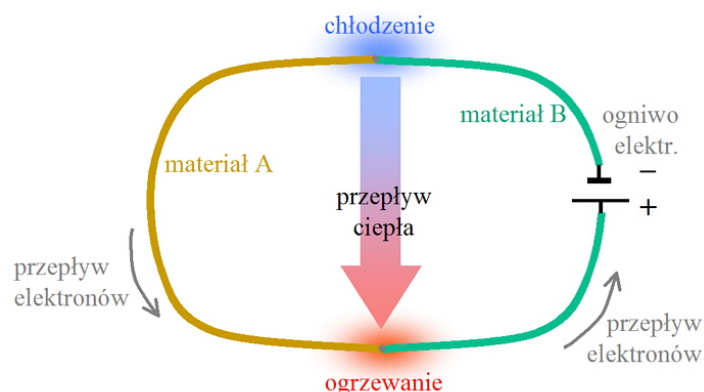 chłodzenie
materiał A
materiał B
ogniwo
elektr.
−
+
przepływ
ciepła
przepływ
elektronów
przepływ
elektronów
ogrzewanie